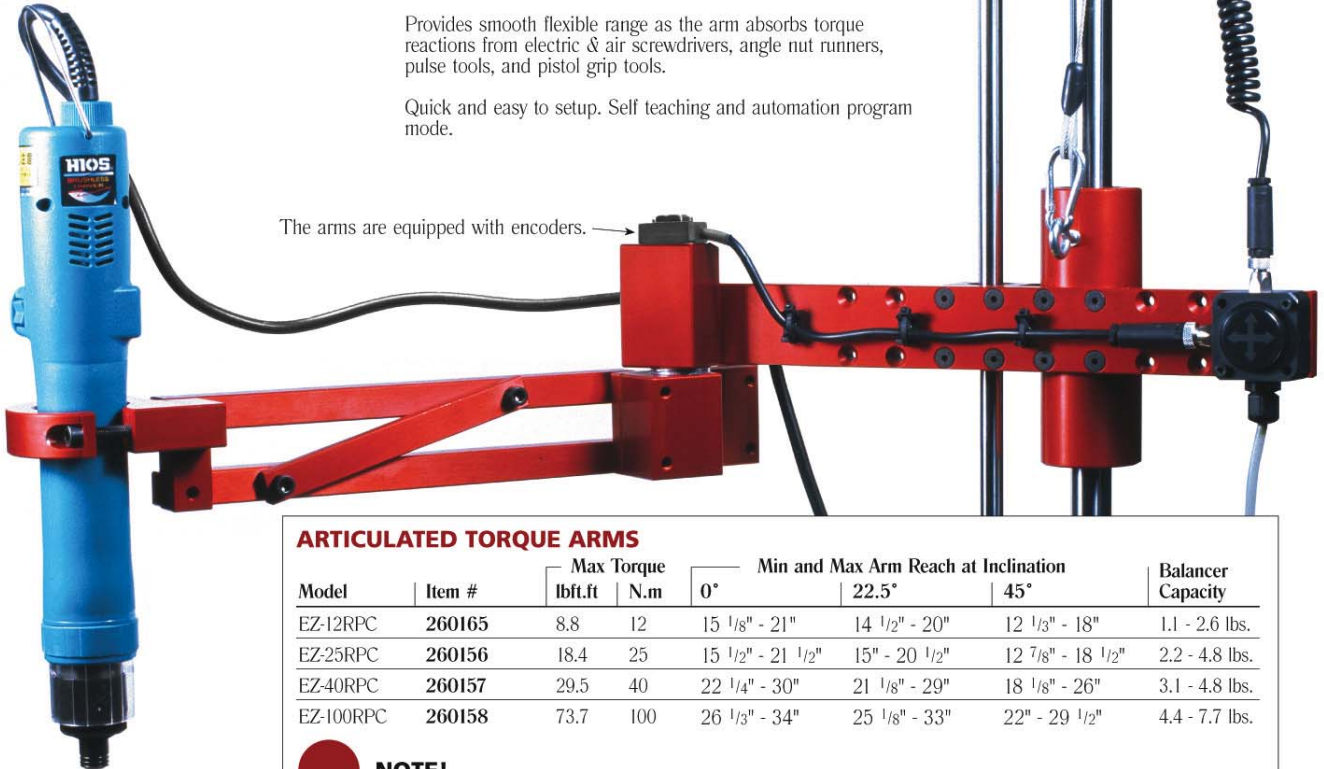 Provides smooth flexible range as the arm absorbs torque
reactions from electric & air screwdrivers, angle nut runners,
pulse tools, and pistol grip tools.
Quick and easy to setup. Self teaching and automation program
mode.
HIOS
BRUSHLESS
The arms are equipped with encoders.
ARTICULATED TORQUE ARMS
Max Torque Min and Max Arm Reach at Inclination Balancer
Model Item # lbft.ft N.m 0° 22.5° 45° Capacity
EZ-12RPC 260165 8.8 12 15 1/8" - 21" 14 1/2" - 20" 12 1/3" - 18" 1.1 - 2.6 lbs.
EZ-25RPC 260156 18.4 25 15 1/2" - 21 1/2" 15" - 20 1/2" 12 7/8" - 18 1/2" 2.2 - 4.8 lbs.
EZ-40RPC 260157 29.5 40 22 1/4" - 30" 21 1/8" - 29" 18 1/8" - 26" 3.1 - 4.8 lbs.
EZ-100RPC 260158 73.7 100 26 1/3" - 34" 25 1/8" - 33" 22" - 29 1/2" 4.4 - 7.7 lbs.
NOTE!